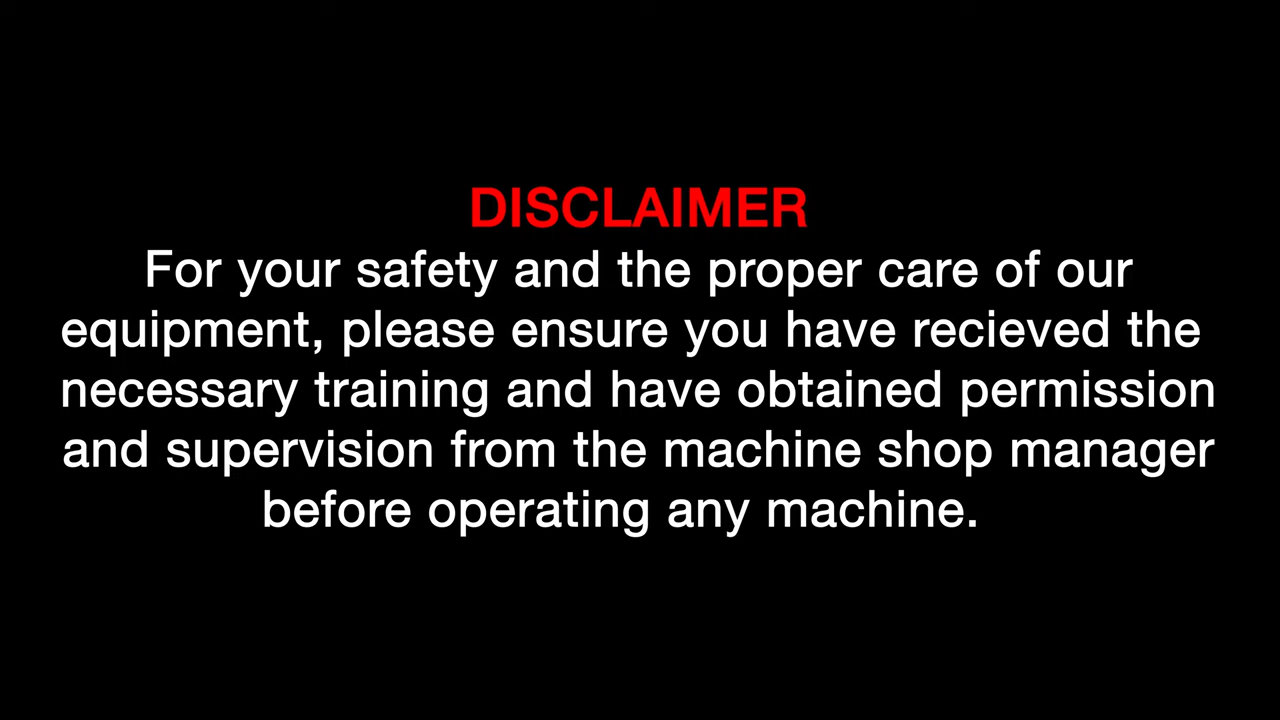 DISCLAIMER
For your safety and the proper care of our
equipment, please ensure you have recieved the
necessary training and have obtained permission
and supervision from the machine shop manager
before operating any machine.